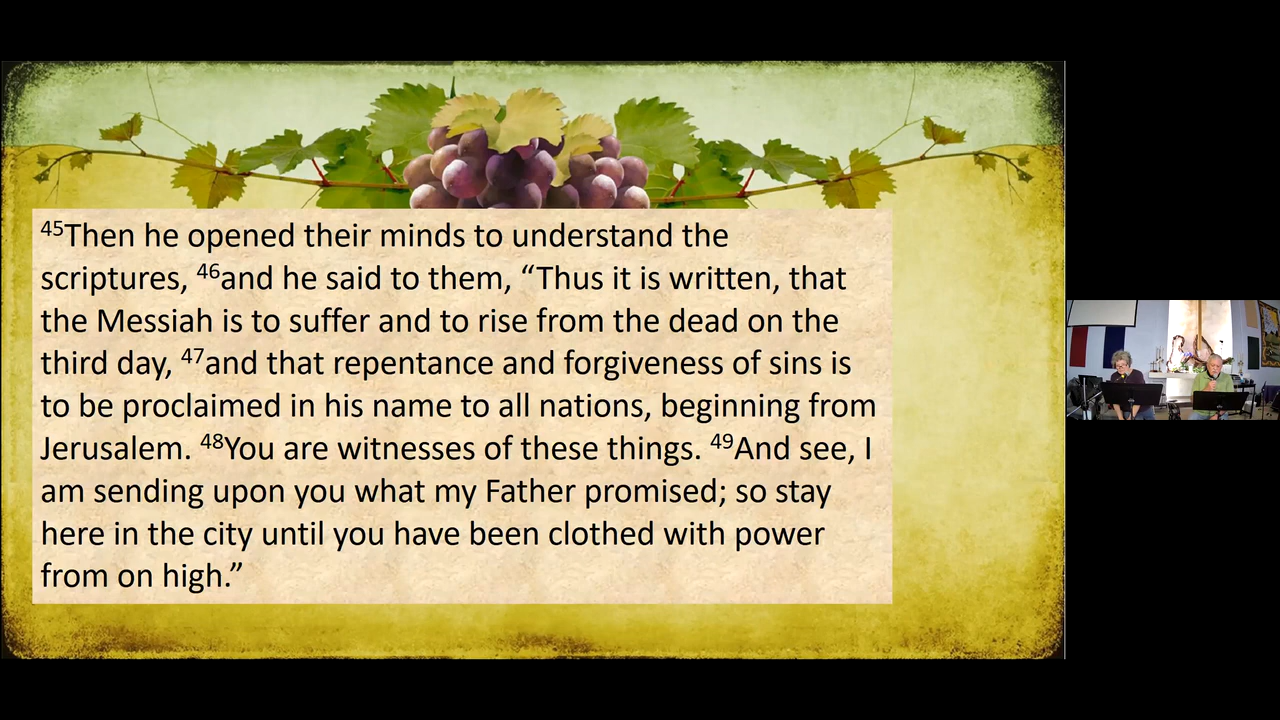 ⁴⁵Then he opened their minds to understand the
scriptures, ⁴⁶and he said to them, “Thus it is written, that
the Messiah is to suffer and to rise from the dead on the
third day, ⁴⁷and that repentance and forgiveness of sins is
to be proclaimed in his name to all nations, beginning from
Jerusalem. ⁴⁸You are witnesses of these things. ⁴⁹And see, I
am sending upon you what my Father promised; so stay
here in the city until you have been clothed with power
from on high.”